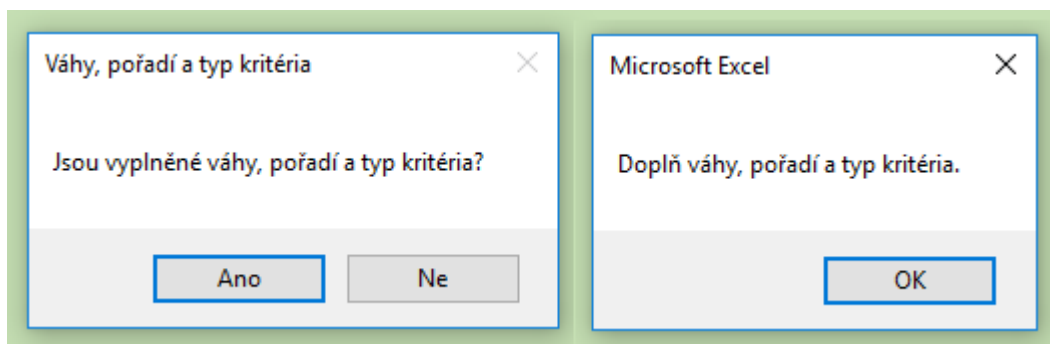 Váhy, pořadí a typ kritéria
Jsou vyplněné váhy, pořadí a typ kritéria?
Ano
Ne
Microsoft Excel
Doplň váhy, pořadí a typ kritéria.
OK